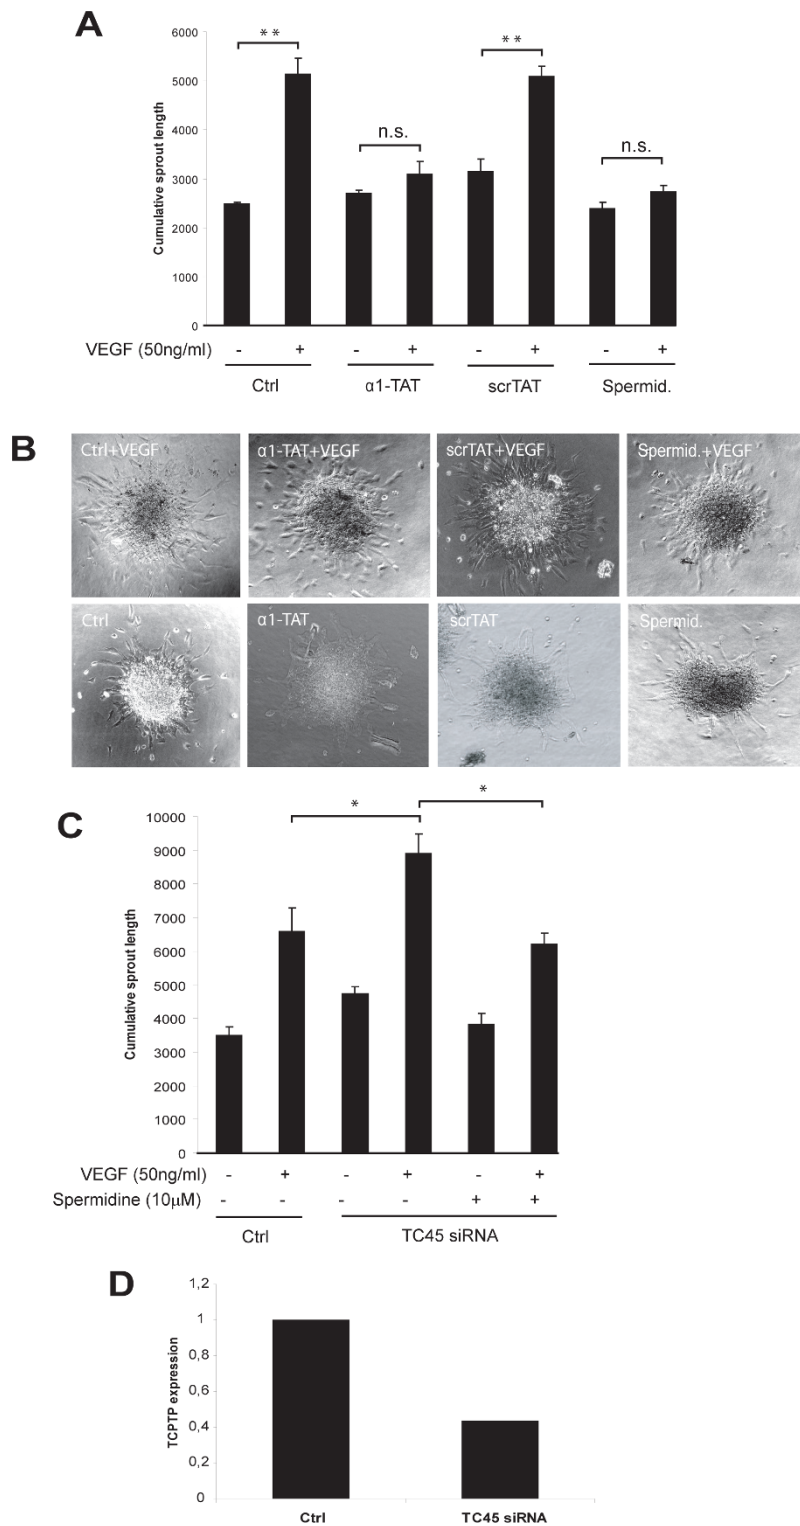 A
6000
* *
* *
5000
4000
n.s.
n.s.
3000
2000
1000
0
Cumulative sprout length
VEGF (50ng/ml)
- + - + - + - +
Ctrl α1-TAT scrTAT Spermid.
B
Ctrl+VEGF α1-TAT+VEGF scrTAT+VEGF Spermid.+VEGF
Ctrl α1-TAT scrTAT Spermid.
C
* *
10000
9000
8000
7000
6000
5000
4000
3000
2000
1000
0
Cumulative sprout length
VEGF (50ng/ml) - + - + - +
Spermidine (10µM) - - - - + +
Ctrl TC45 siRNA
D
1,2
1
0,8
0,6
0,4
0,2
0
TCPTP expression
Ctrl TC45 siRNA